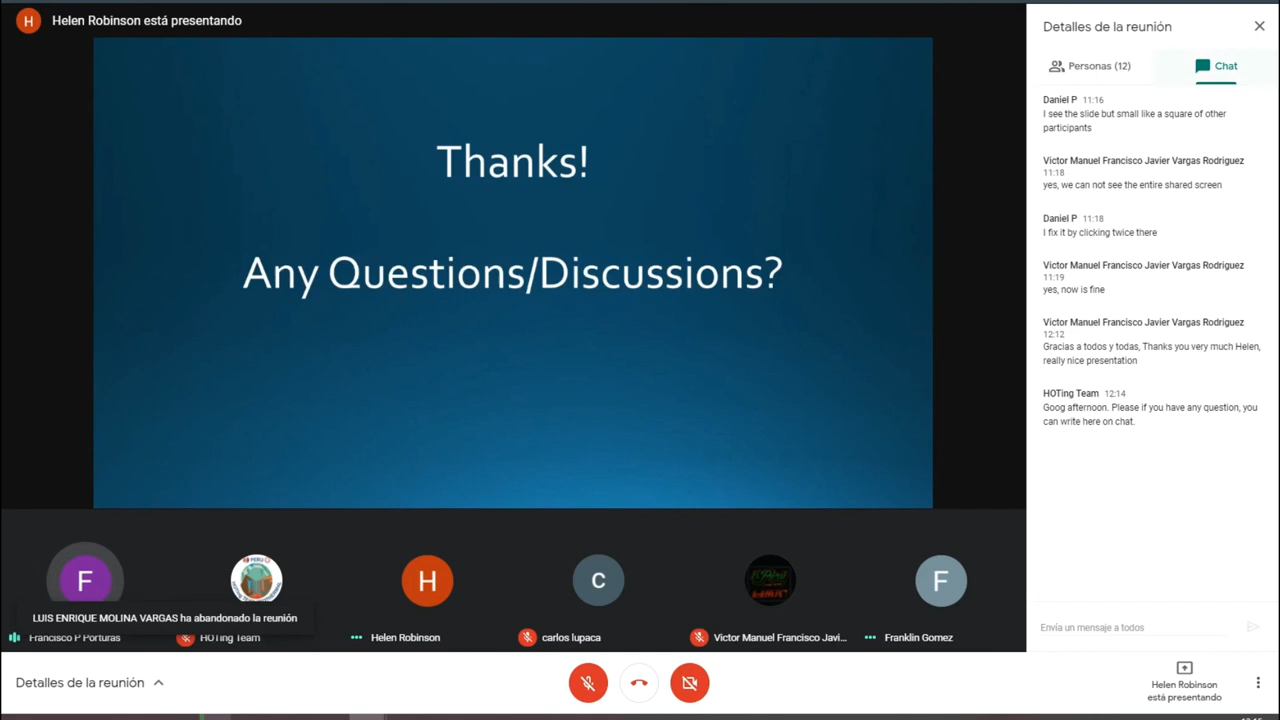 H Helen Robinson está presentando
Thanks!
Any Questions/Discussions?
Detalles de la reunión
Personas (12)
Chat
Daniel P 11:16
I see the slide but small like a square of other
participants
Victor Manuel Francisco Javier Vargas Rodriguez
11:18
yes, we can not see the entire shared screen
Daniel P 11:18
I fix it by clicking twice there
Victor Manuel Francisco Javier Vargas Rodriguez
11:19
yes, now is fine
Victor Manuel Francisco Javier Vargas Rodriguez
12:12
Gracias a todos y todas, Thanks you very much Helen,
really nice presentation
HOTing Team 12:14
Goog afternoon. Please if you have any question, you
can write here on chat.
Envía un mensaje a todos
F
PERU
H
c
F
LUIS ENRIQUE MOLINA VARGAS ha abandonado la reunión
Francisco P Porturas
HOTing Team
Helen Robinson
carlos lupaca
Victor Manuel Francisco Javi...
Franklin Gomez
Detalles de la reunión
Helen Robinson
está presentando